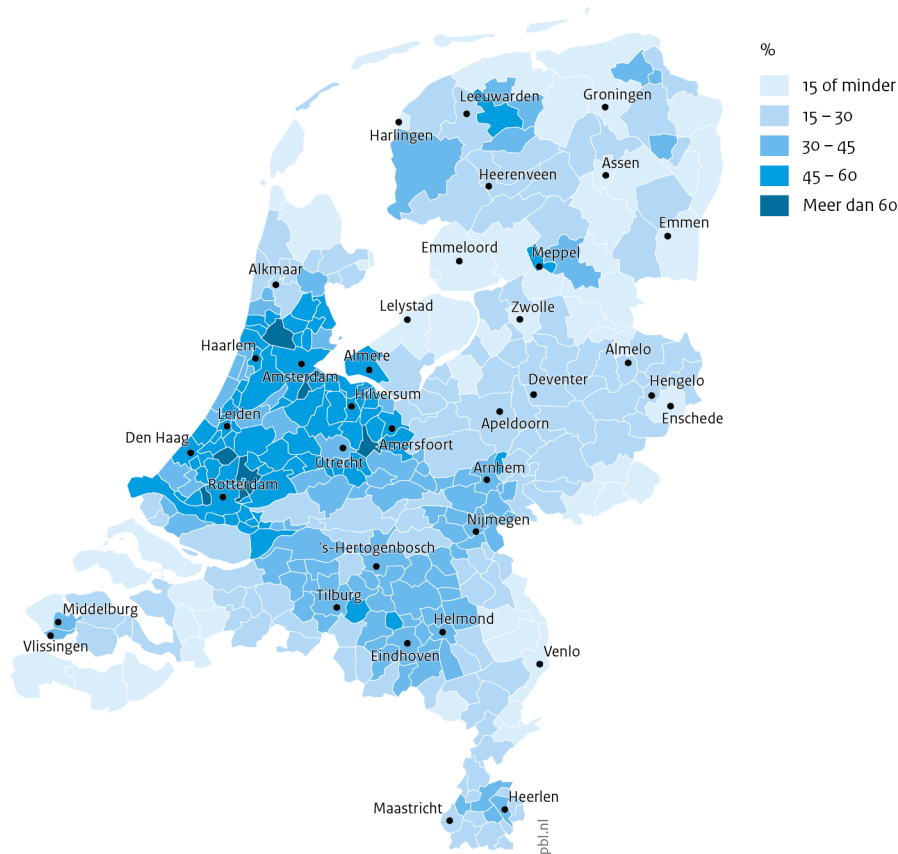 %
15 of minder
15 – 30
30 – 45
45 – 60
Meer dan 60
Leeuwarden
Groningen
Harlingen
Assen
Heerenveen
Emmen
Emmeloord
Meppel
Alkmaar
Lelystad
Zwolle
Haarlem
Almere
Almelo
Amsterdam
Deventer
Hengelo
Hilversum
Leiden
Apeldoorn
Enschede
Den Haag
Amersfoort
Utrecht
Arnhem
Rotterdam
Nijmegen
's-Hertogenbosch
Tilburg
Middelburg
Helmond
Vlissingen
Eindhoven
Venlo
Heerlen
Maastricht
pbl.nl